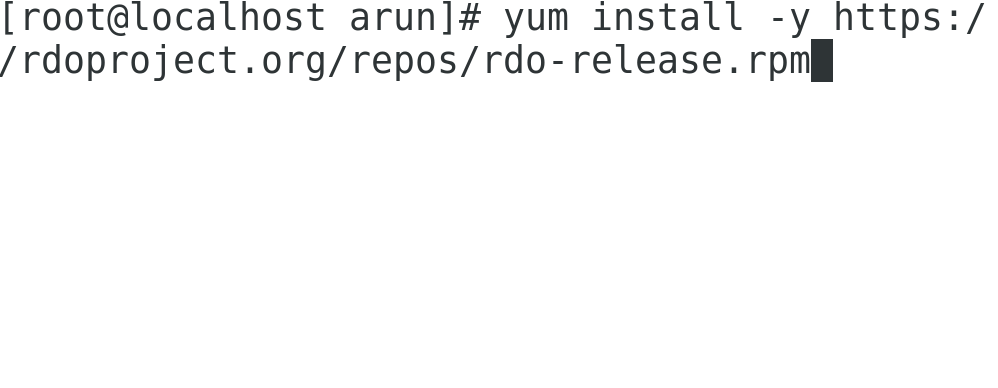 [root@localhost arun]# yum install -y https:/
/rdoproject.org/repos/rdo-release.rpm